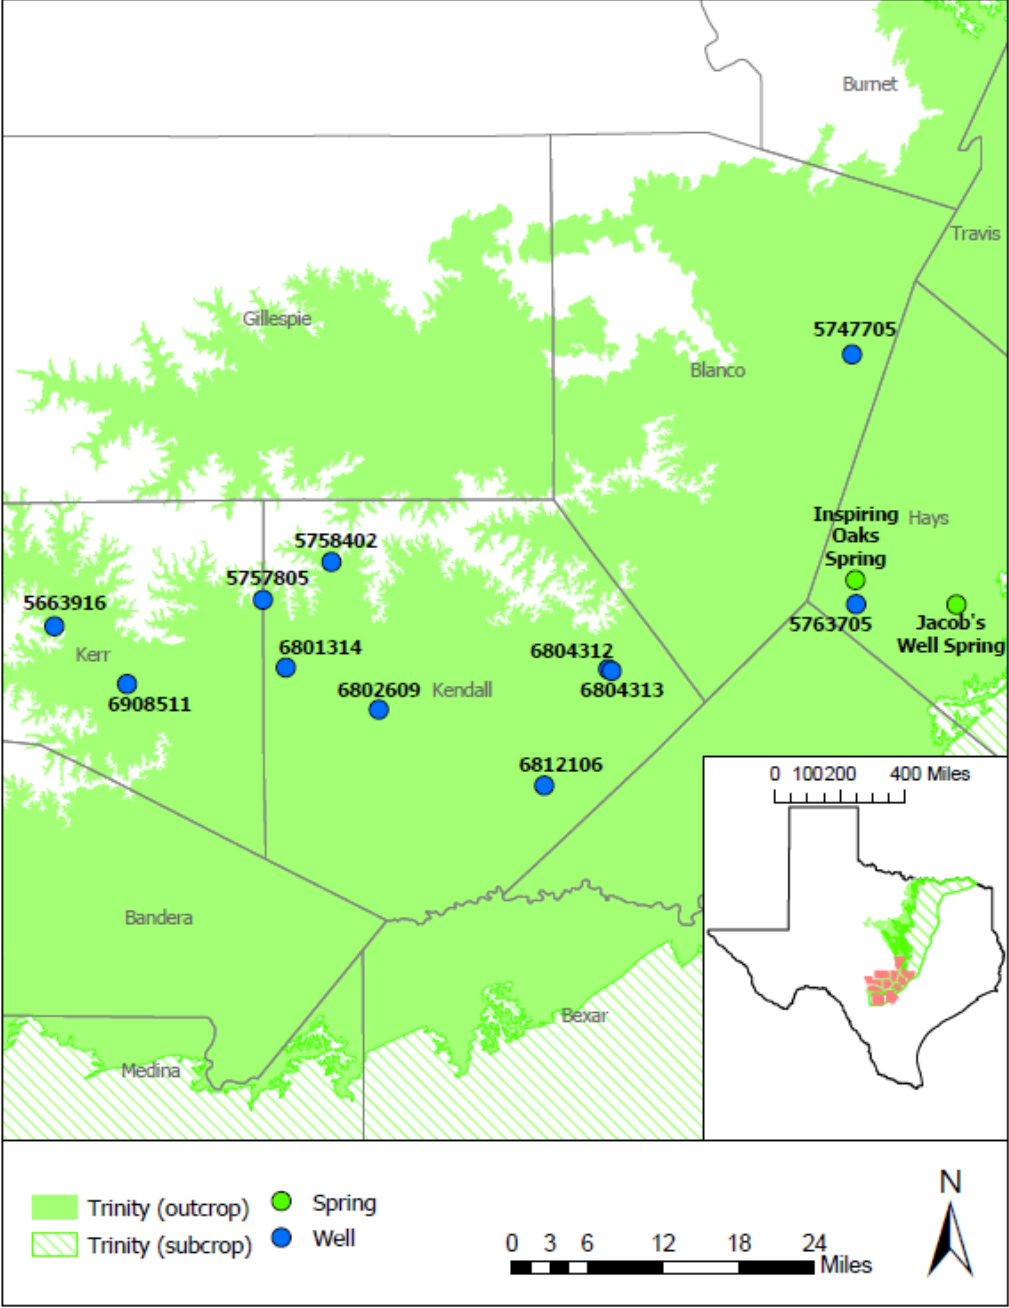 Burnet
Travis
Gillespie
5747705
Blanco
Inspiring
Oaks
Spring
Hays
5758402
5757805
5663916
5763705
Jacob's
Well Spring
6801314
6804312
Kerr
6802609
Kendall
6804313
6908511
6812106
0 100 200 400 Miles
Bandera
Bexar
Medina
N
Trinity (outcrop)
Spring
Trinity (subcrop)
Well
0 3 6 12 18 24
Miles